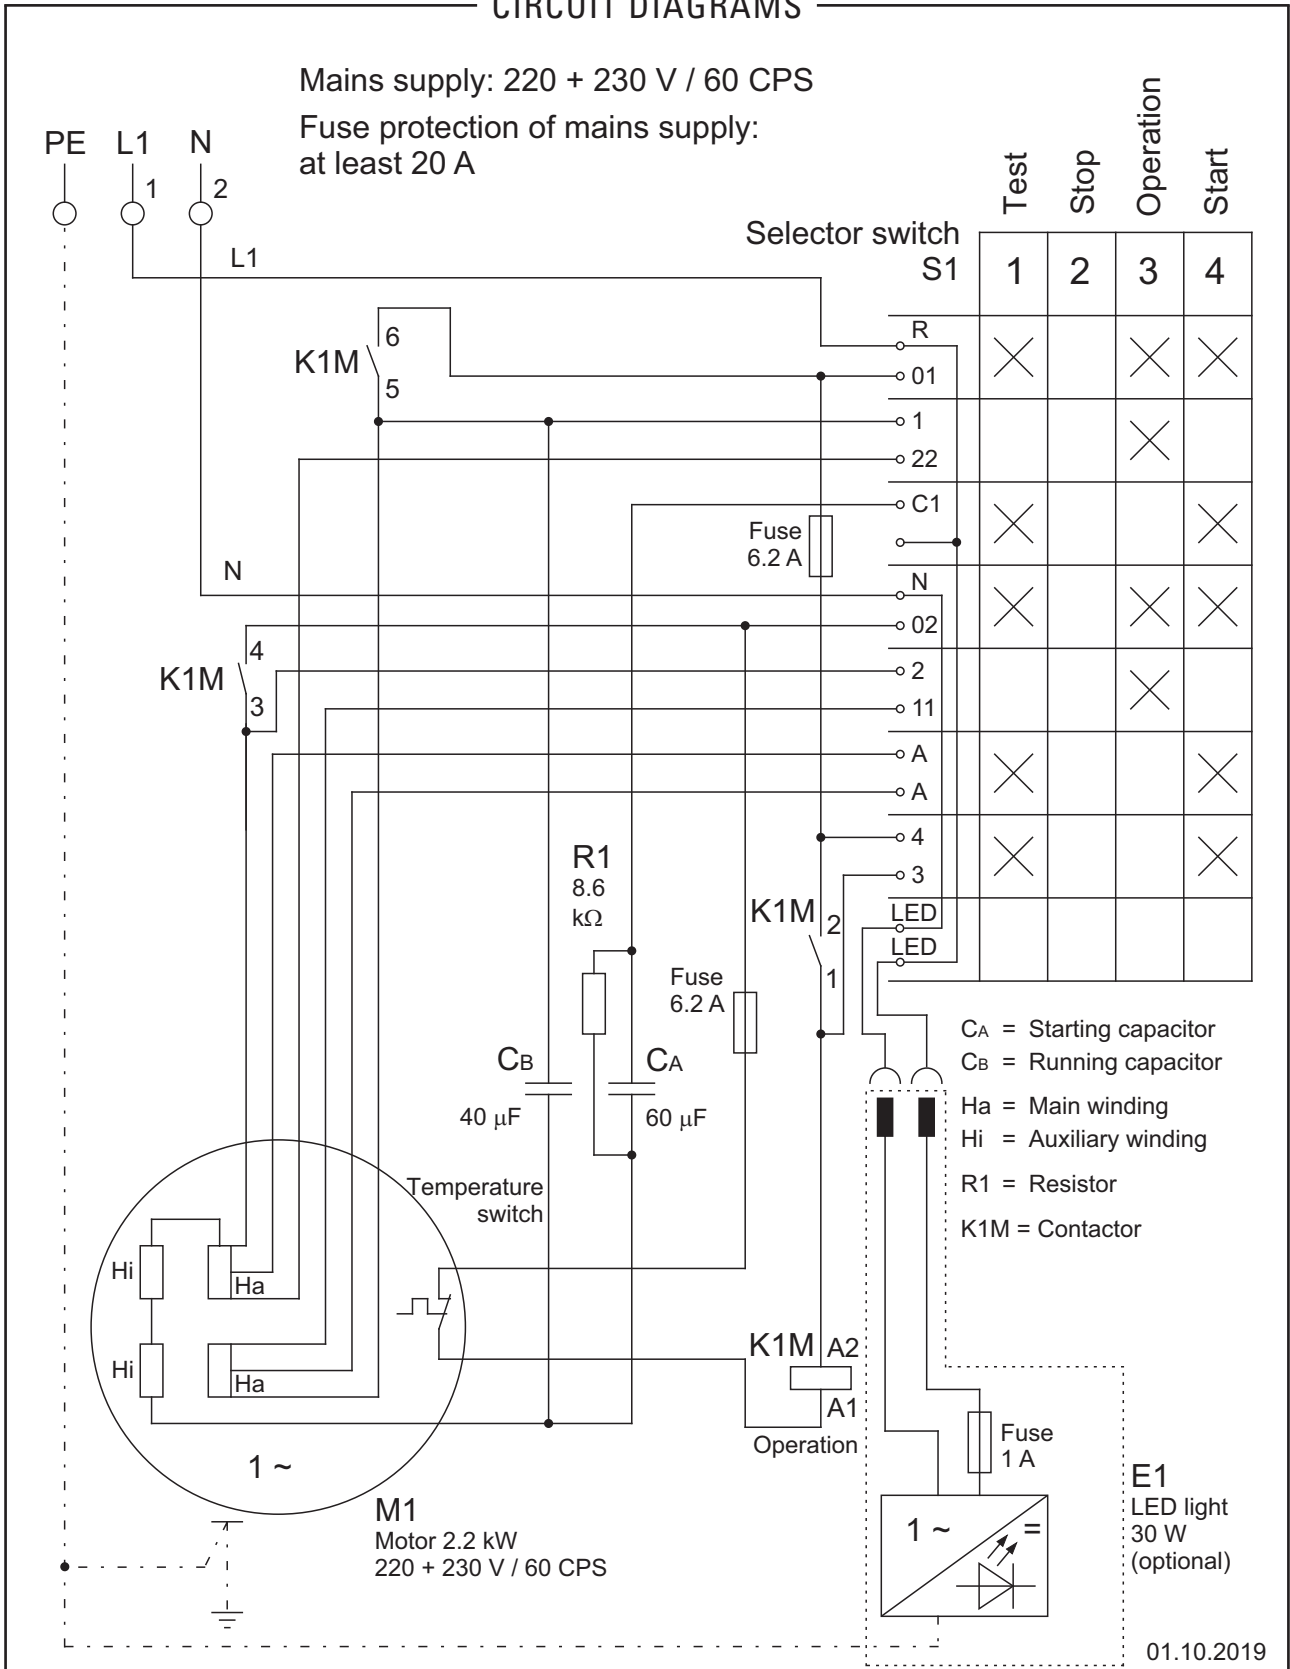 CIRCUIT DIAGRAMS
Mains supply: 220 + 230 V / 60 CPS
Fuse protection of mains supply:
at least 20 A
PE L1 N
1 2
Test
Stop
Operation
Start
Selector switch
S1 1 2 3 4
L1
R
6
K1M
01
5
1
22
C1
Fuse
6.2 A
N
N
02
4
K1M
2
3
11
A
A
4
R1
8.6
kΩ
3
K1M 2
LED
LED
1
Fuse
6.2 A
CA = Starting capacitor
CB = Running capacitor
Ha = Main winding
Hi = Auxiliary winding
R1 = Resistor
K1M = Contactor
CB
40 µF
CA
60 µF
Temperature
switch
Hi
Ha
Hi
Ha
K1M A2
A1
Operation
1 ~
M1
Motor 2.2 kW
220 + 230 V / 60 CPS
Fuse
1 A
E1
LED light
30 W
(optional)
1 ~ =
01.10.2019